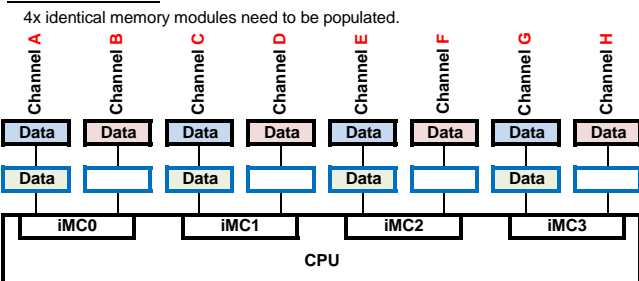 4x identical memory modules need to be populated.
Channel A Channel B Channel C Channel D Channel E Channel F Channel G Channel H
Data Data Data Data Data Data Data Data
Data Data Data Data
iMC0 iMC1 iMC2 iMC3
CPU